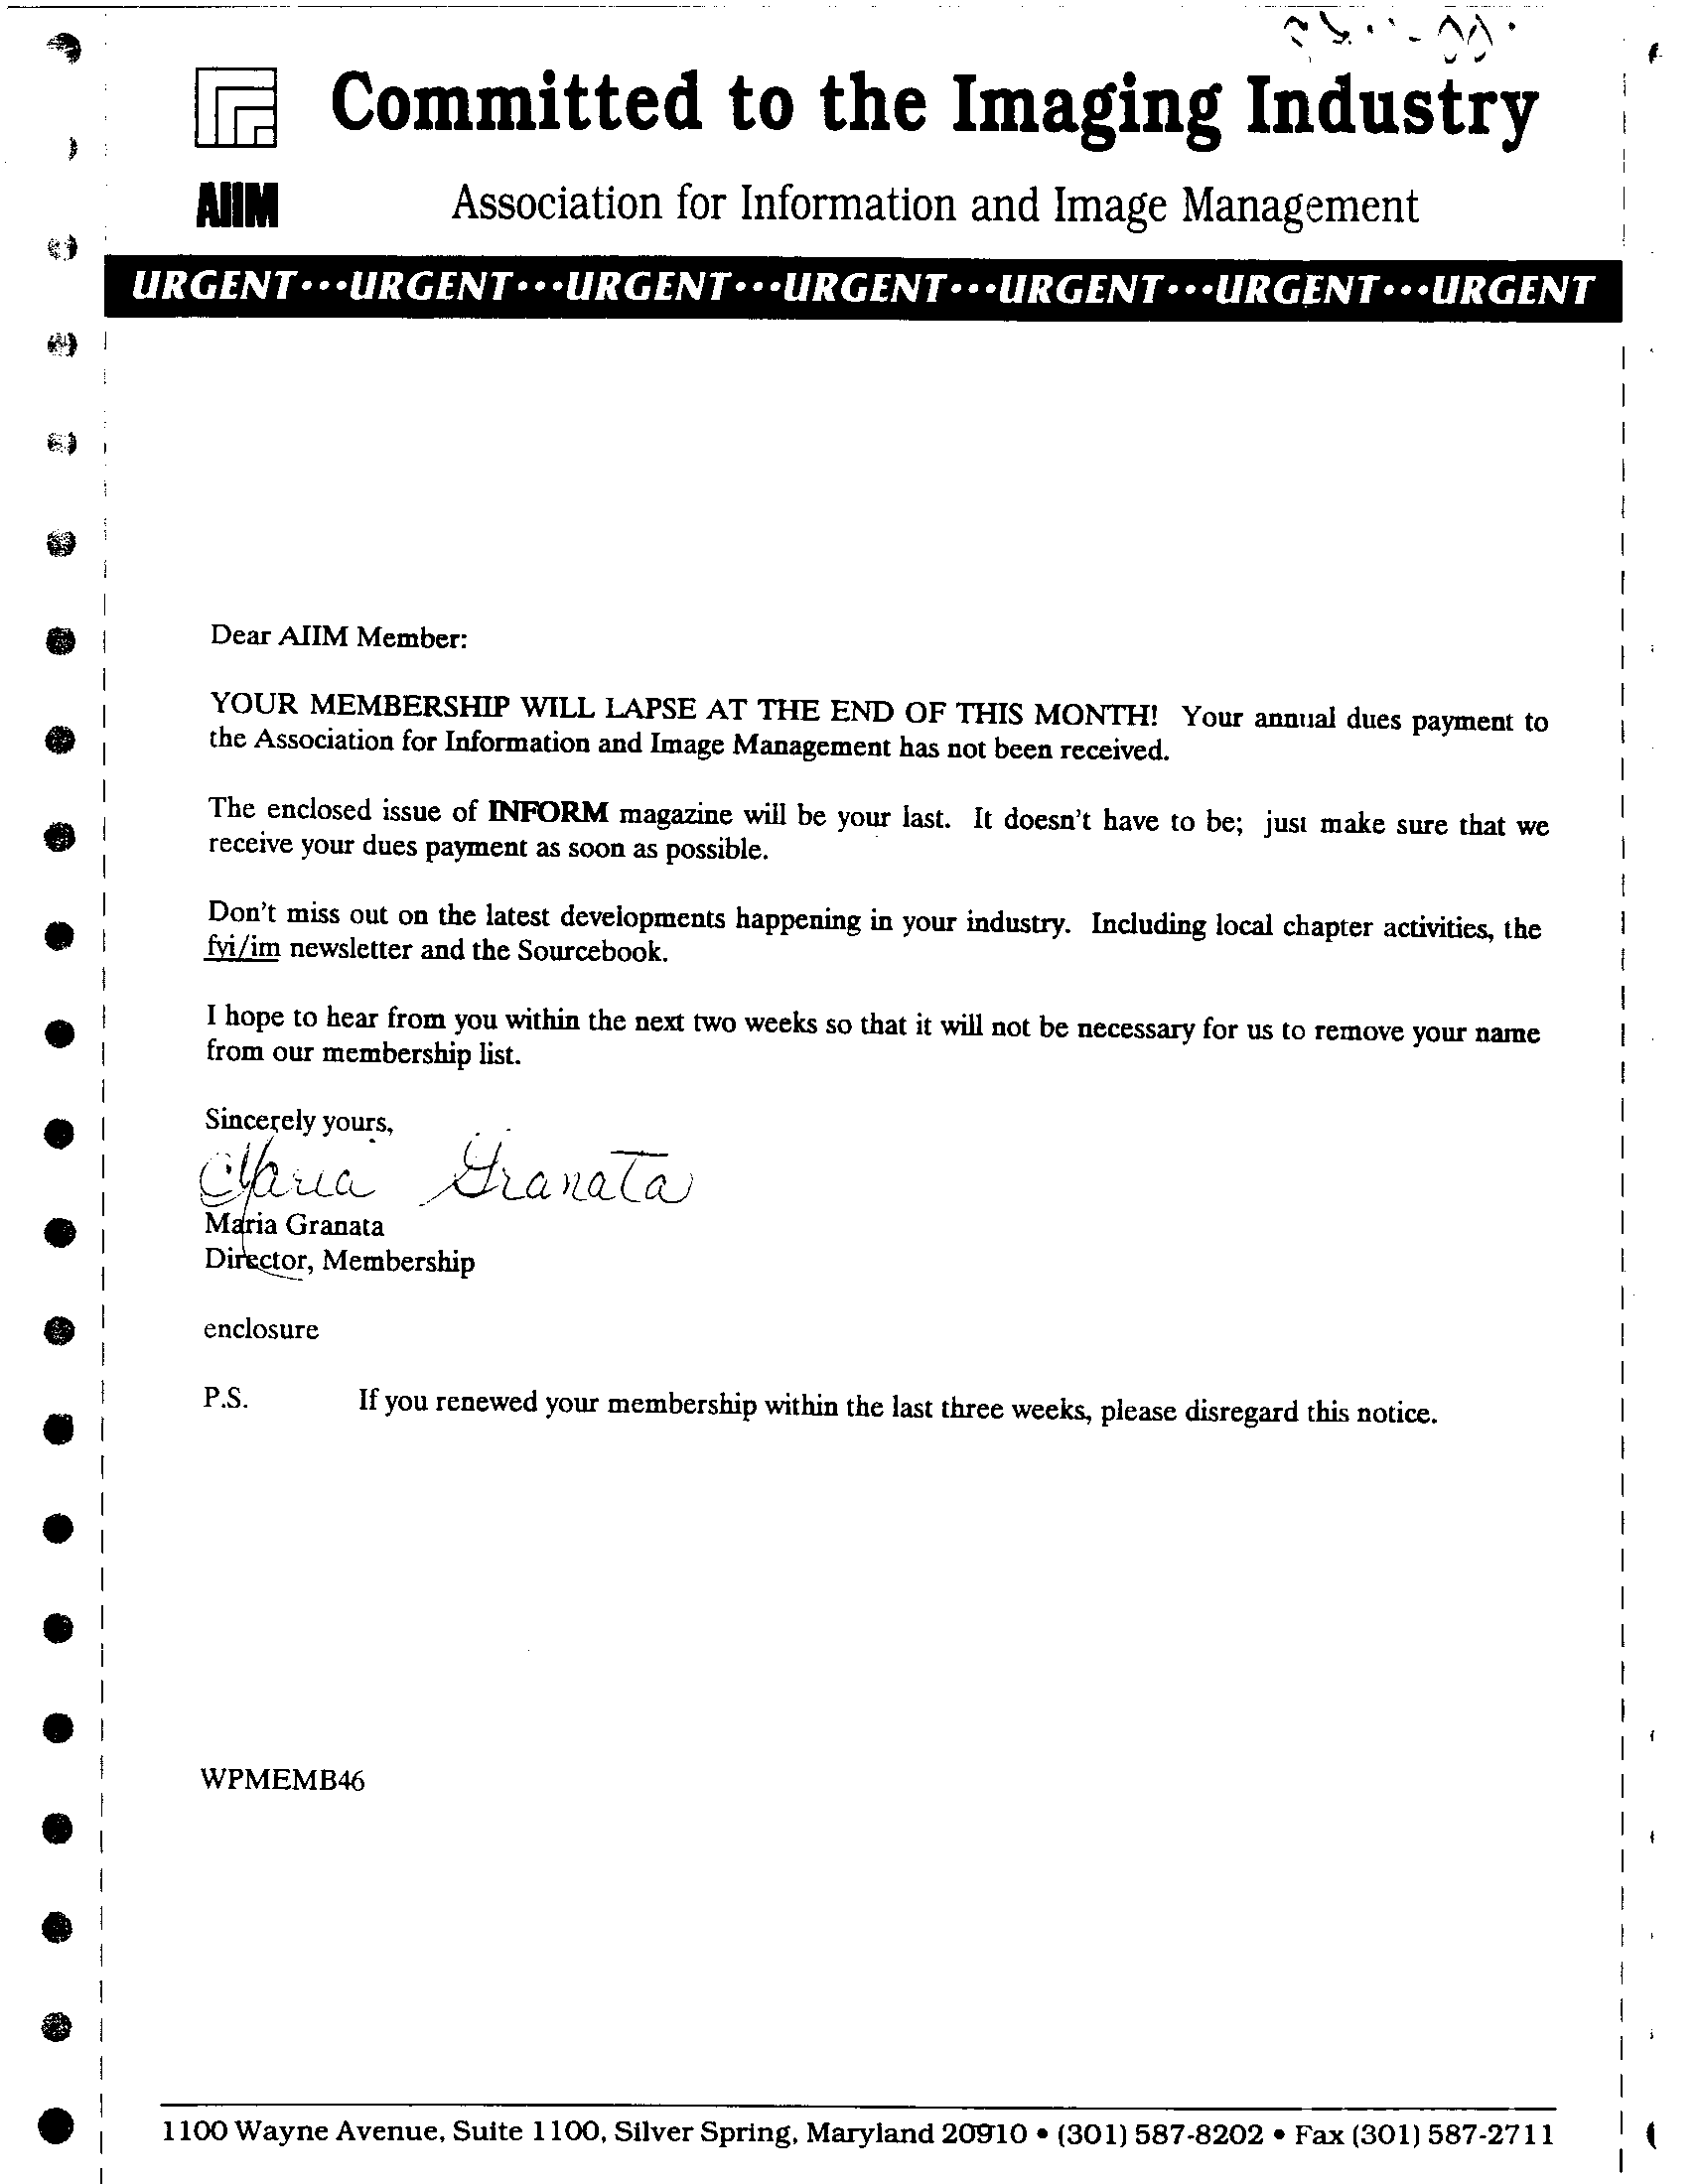 Committed to the Imaging Industry
AIIM
Association for Information and Image Management
URGENT•••URGENT•••URGENT•••URGENT•••URGENT•••URGENT•••URGENT
Dear AIIM Member:
YOUR MEMBERSHIP WILL LAPSE AT THE END OF THIS MONTH! Your annual dues payment to
the Association for Information and Image Management has not been received.
The enclosed issue of INFORM magazine will be your last. It doesn't have to be; just make sure that we
receive your dues payment as soon as possible.
Don't miss out on the latest developments happening in your industry. Including local chapter activities, the
fyi/im newsletter and the Sourcebook.
I hope to hear from you within the next two weeks so that it will not be necessary for us to remove your name
from our membership list.
Sincerely yours,
Maria Granata
Maria Granata
Director, Membership
enclosure
P.S. If you renewed your membership within the last three weeks, please disregard this notice.
WPMEMB46
1100 Wayne Avenue, Suite 1100, Silver Spring, Maryland 20910 • (301) 587-8202 • Fax (301) 587-2711